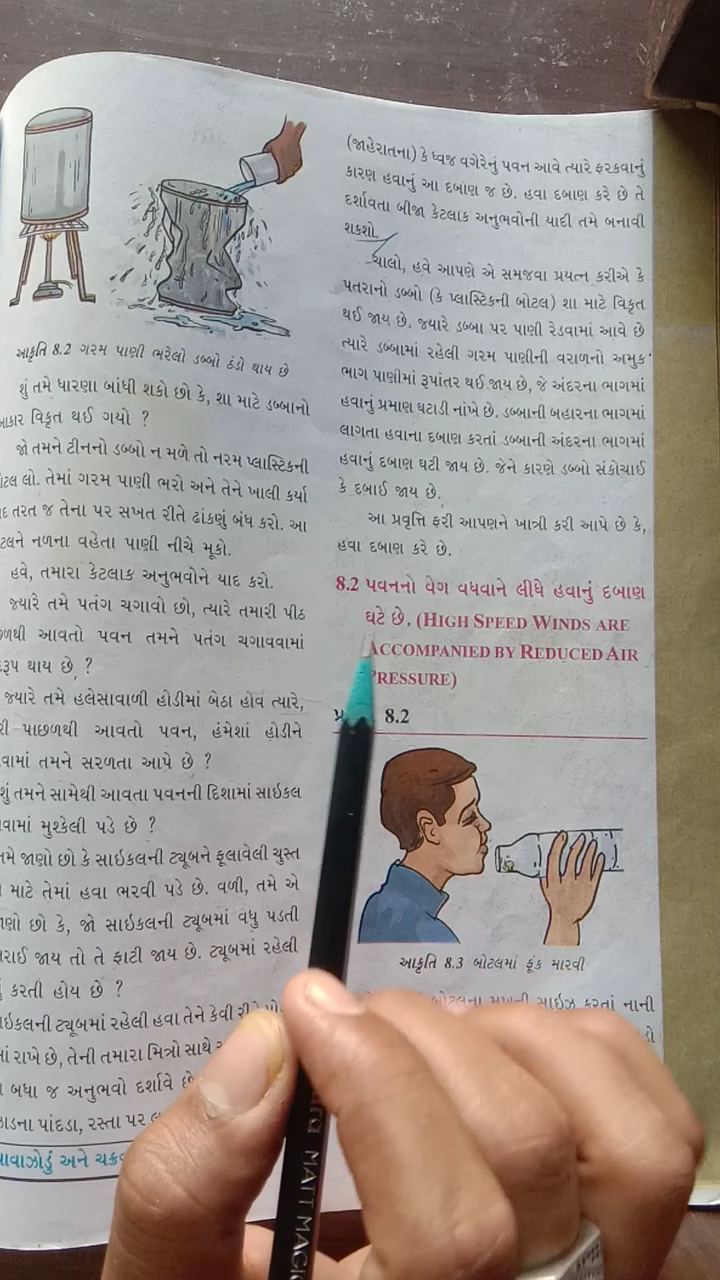 આકૃતિ 8.2 ગરમ પાણી ભરેલો ડબ્બો ઠંડો થાય છે
શું તમે ધારણા બાંધી શકો છો કે, શા માટે ડબ્બાનો
આકાર વિકૃત થઈ ગયો ?
જો તમને ટીનનો ડબ્બો ન મળે તો નરમ પ્લાસ્ટિકની
લો. તેમાં ગરમ પાણી ભરો અને તેને ખાલી કર્યા
તરત જ તેના પર સખત રીતે ઢાંકણું બંધ કરો. આ
નળના વહેતા પાણી નીચે મૂકો.
હવે, તમારા કેટલાક અનુભવોને યાદ કરો.
જ્યારે તમે પતંગ ચગાવો છો, ત્યારે તમારી પીઠ
આવતો પવન તમને પતંગ ચગાવવામાં
થાય છે ?
જ્યારે તમે હલેસાવાળી હોડીમાં બેઠા હોવ ત્યારે,
પાછળથી આવતો પવન, હંમેશાં હોડીને
તમને સરળતા આપે છે ?
શું તમને સામેથી આવતા પવનની દિશામાં સાઇકલ
મુશ્કેલી પડે છે ?
જાણો છો કે સાઇકલની ટ્યૂબને ફૂલાવેલી ચુસ્ત
માટે તેમાં હવા ભરવી પડે છે. વળી, તમે એ
છો કે, જો સાઇકલની ટ્યૂબમાં વધુ પડતી
જાય તો તે ફાટી જાય છે. ટ્યૂબમાં રહેલી
કરતી હોય છે ?
ટ્યૂબમાં રહેલી હવા તેને કેવી
રાખે છે, તેની તમારા મિત્રો સાથે
બધા જ અનુભવો દર્શાવે છે
પાંદડા, રસ્તા પર
અને
(જાહેરાતના) કે ધ્વજ વગેરેનું પવન આવે ત્યારે ફરકવાનું
કારણ હવાનું આ દબાણ જ છે. હવા દબાણ કરે છે તે
દર્શાવતા બીજા કેટલાક અનુભવોની યાદી તમે બનાવી
શકશો.
ચાલો, હવે આપણે એ સમજવા પ્રયત્ન કરીએ કે
પતરાનો ડબ્બો (કે પ્લાસ્ટિકની બોટલ) શા માટે વિકૃત
થઈ જાય છે. જ્યારે ડબ્બા પર પાણી રેડવામાં આવે છે
ત્યારે ડબ્બામાં રહેલી ગરમ પાણીની વરાળનો અમુક
ભાગ પાણીમાં રૂપાંતર થઈ જાય છે, જે અંદરના ભાગમાં
હવાનું પ્રમાણ ઘટાડી નાંખે છે. ડબ્બાની બહારના ભાગમાં
લાગતા હવાના દબાણ કરતાં ડબ્બાની અંદરના ભાગમાં
હવાનું દબાણ ઘટી જાય છે. જેને કારણે ડબ્બો સંકોચાઈ
કે દબાઈ જાય છે.
આ પ્રવૃત્તિ ફરી આપણને ખાત્રી કરી આપે છે કે,
હવા દબાણ કરે છે.
8.2 પવનનો વેગ વધવાને લીધે હવાનું દબાણ
ઘટે છે. (HIGH SPEED WINDS ARE
ACCOMPANIED BY REDUCED AIR
PRESSURE)
8.2
આકૃતિ 8.3 બોટલમાં ફૂંક મારવી
બોટલના મુખની સાઇઝ કરતાં નાની
MATT MAGIC